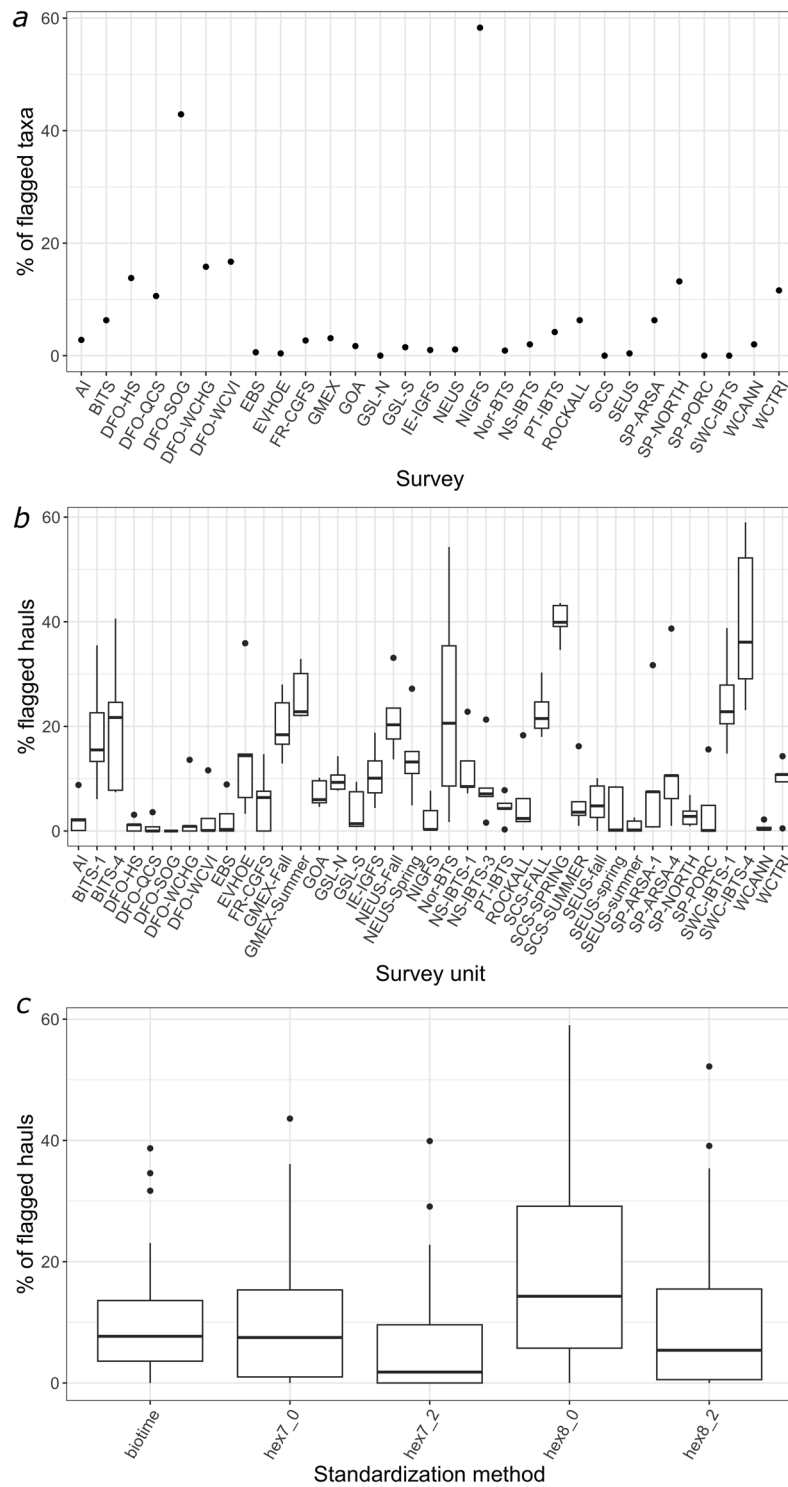 a
60
40
20
0
% of flagged taxa
AI
BITS
DFO-HS
DFO-QCS
DFO-SOG
DFO-WCHG
DFO-WCVI
EBS
EVHOE
FR-CGFS
GMEX
GOA
GSL-N
GSL-S
IE-IGFS
NEUS
NIGFS
Nor-BTS
NS-IBTS
PT-IBTS
ROCKALL
SCS
SEUS
SP-ARSA
SP-NORTH
SP-PORC
SWC-IBTS
WCANN
WCTRI
Survey
b
60
40
20
0
% flagged hauls
AI
BITS-1
BITS-4
DFO-HS
DFO-QCS
DFO-SOG
DFO-WCHG
DFO-WCVI
EBS
EVHOE
FR-CGFS
GMEX-Fall
GMEX-Summer
GOA
GSL-N
GSL-S
IE-IGFS
NEUS-Fall
NEUS-Spring
NIGFS
Nor-BTS
NS-IBTS-1
NS-IBTS-3
PT-IBTS
ROCKALL
SCS-FALL
SCS-SPRING
SCS-SUMMER
SEUS-fall
SEUS-spring
SEUS-summer
SP-ARSA-1
SP-ARSA-4
SP-NORTH
SP-PORC
SWC-IBTS-1
SWC-IBTS-4
WCANN
WCTRI
Survey unit
c
60
40
20
0
% of flagged hauls
biotime
hex7_0
hex7_2
hex8_0
hex8_2
Standardization method